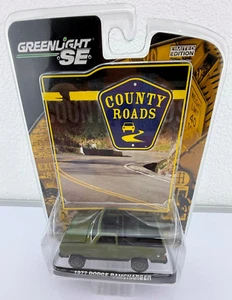 GREENLIGHT
SE
LIMITED
EDITION
COUNTY
ROADS
1977 DODGE RAMCHARGER